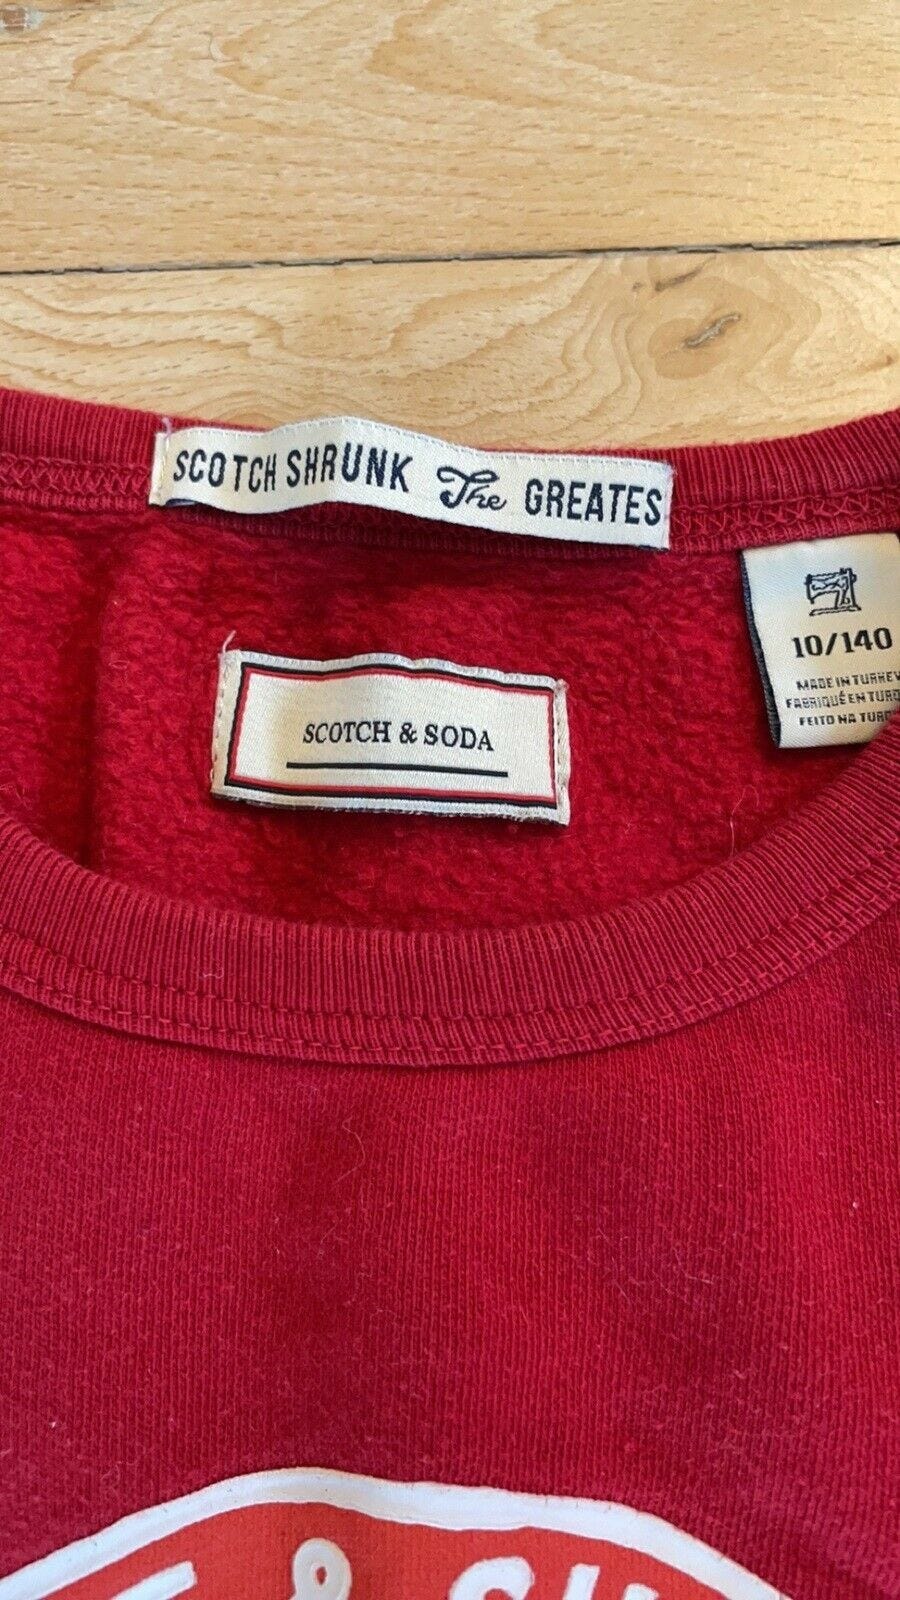 SCOTCH SHRUNK The GREATES
SCOTCH & SODA
10/140
MADE IN TURKEY
FABRIQUÉ EN TURQ
FEITO NA TURQ
&